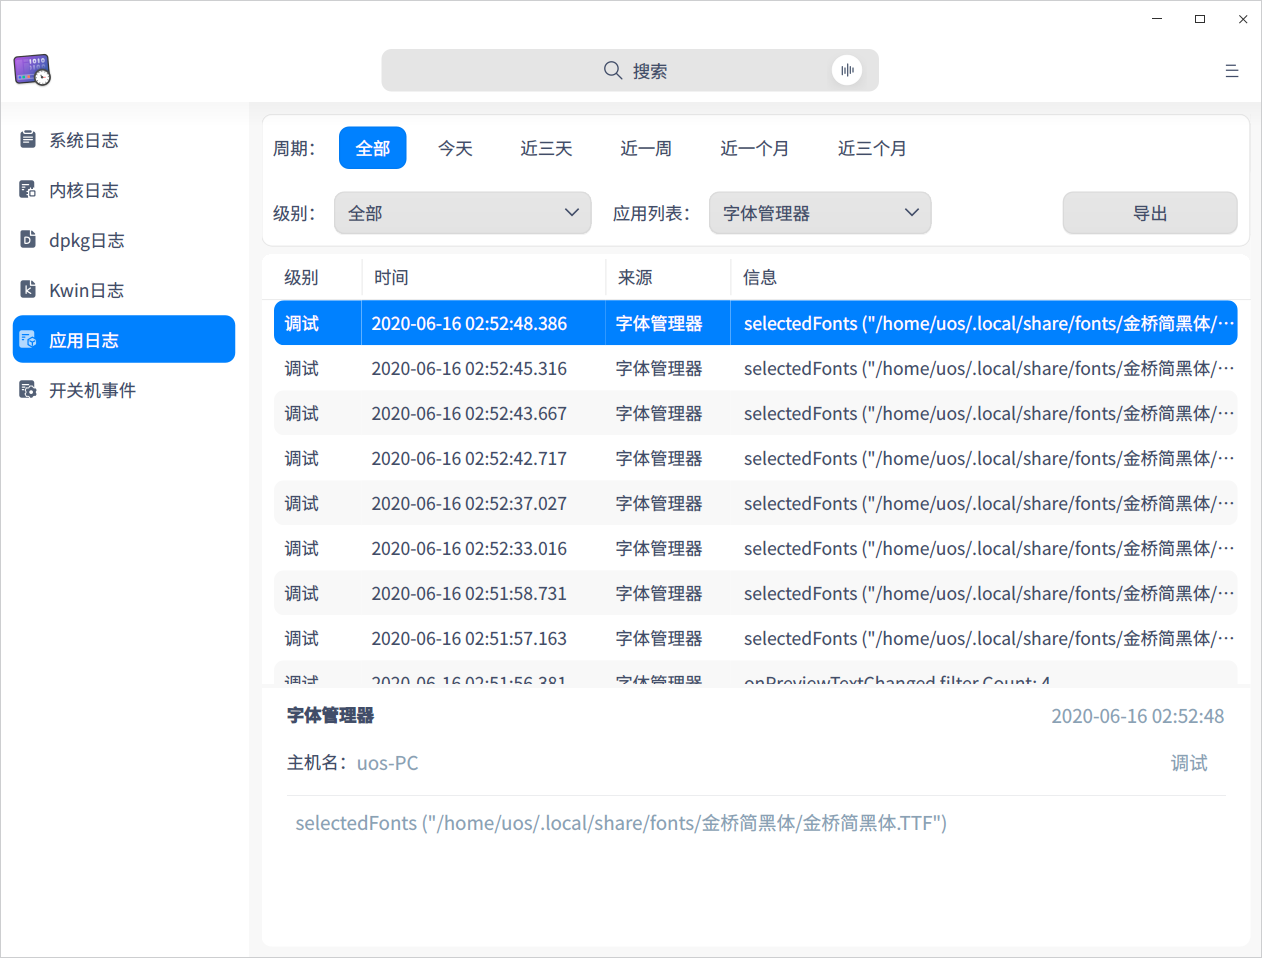 搜索
系统日志
内核日志
dpkg日志
Kwin日志
应用日志
开关机事件
周期： 全部 今天 近三天 近一周 近一个月 近三个月
级别： 全部 应用列表： 字体管理器 导出
级别 时间 来源 信息
调试 2020-06-16 02:52:48.386 字体管理器 selectedFonts ("/home/uos/.local/share/fonts/金桥简黑体/…
调试 2020-06-16 02:52:45.316 字体管理器 selectedFonts ("/home/uos/.local/share/fonts/金桥简黑体/…
调试 2020-06-16 02:52:43.667 字体管理器 selectedFonts ("/home/uos/.local/share/fonts/金桥简黑体/…
调试 2020-06-16 02:52:42.717 字体管理器 selectedFonts ("/home/uos/.local/share/fonts/金桥简黑体/…
调试 2020-06-16 02:52:37.027 字体管理器 selectedFonts ("/home/uos/.local/share/fonts/金桥简黑体/…
调试 2020-06-16 02:52:33.016 字体管理器 selectedFonts ("/home/uos/.local/share/fonts/金桥简黑体/…
调试 2020-06-16 02:51:58.731 字体管理器 selectedFonts ("/home/uos/.local/share/fonts/金桥简黑体/…
调试 2020-06-16 02:51:57.163 字体管理器 selectedFonts ("/home/uos/.local/share/fonts/金桥简黑体/…
调试 2020-06-16 02:51:56.381 字体管理器 onPreviewTextChanged filter Count: 4
字体管理器 2020-06-16 02:52:48
主机名： uos-PC 调试
selectedFonts ("/home/uos/.local/share/fonts/金桥简黑体/金桥简黑体.TTF")